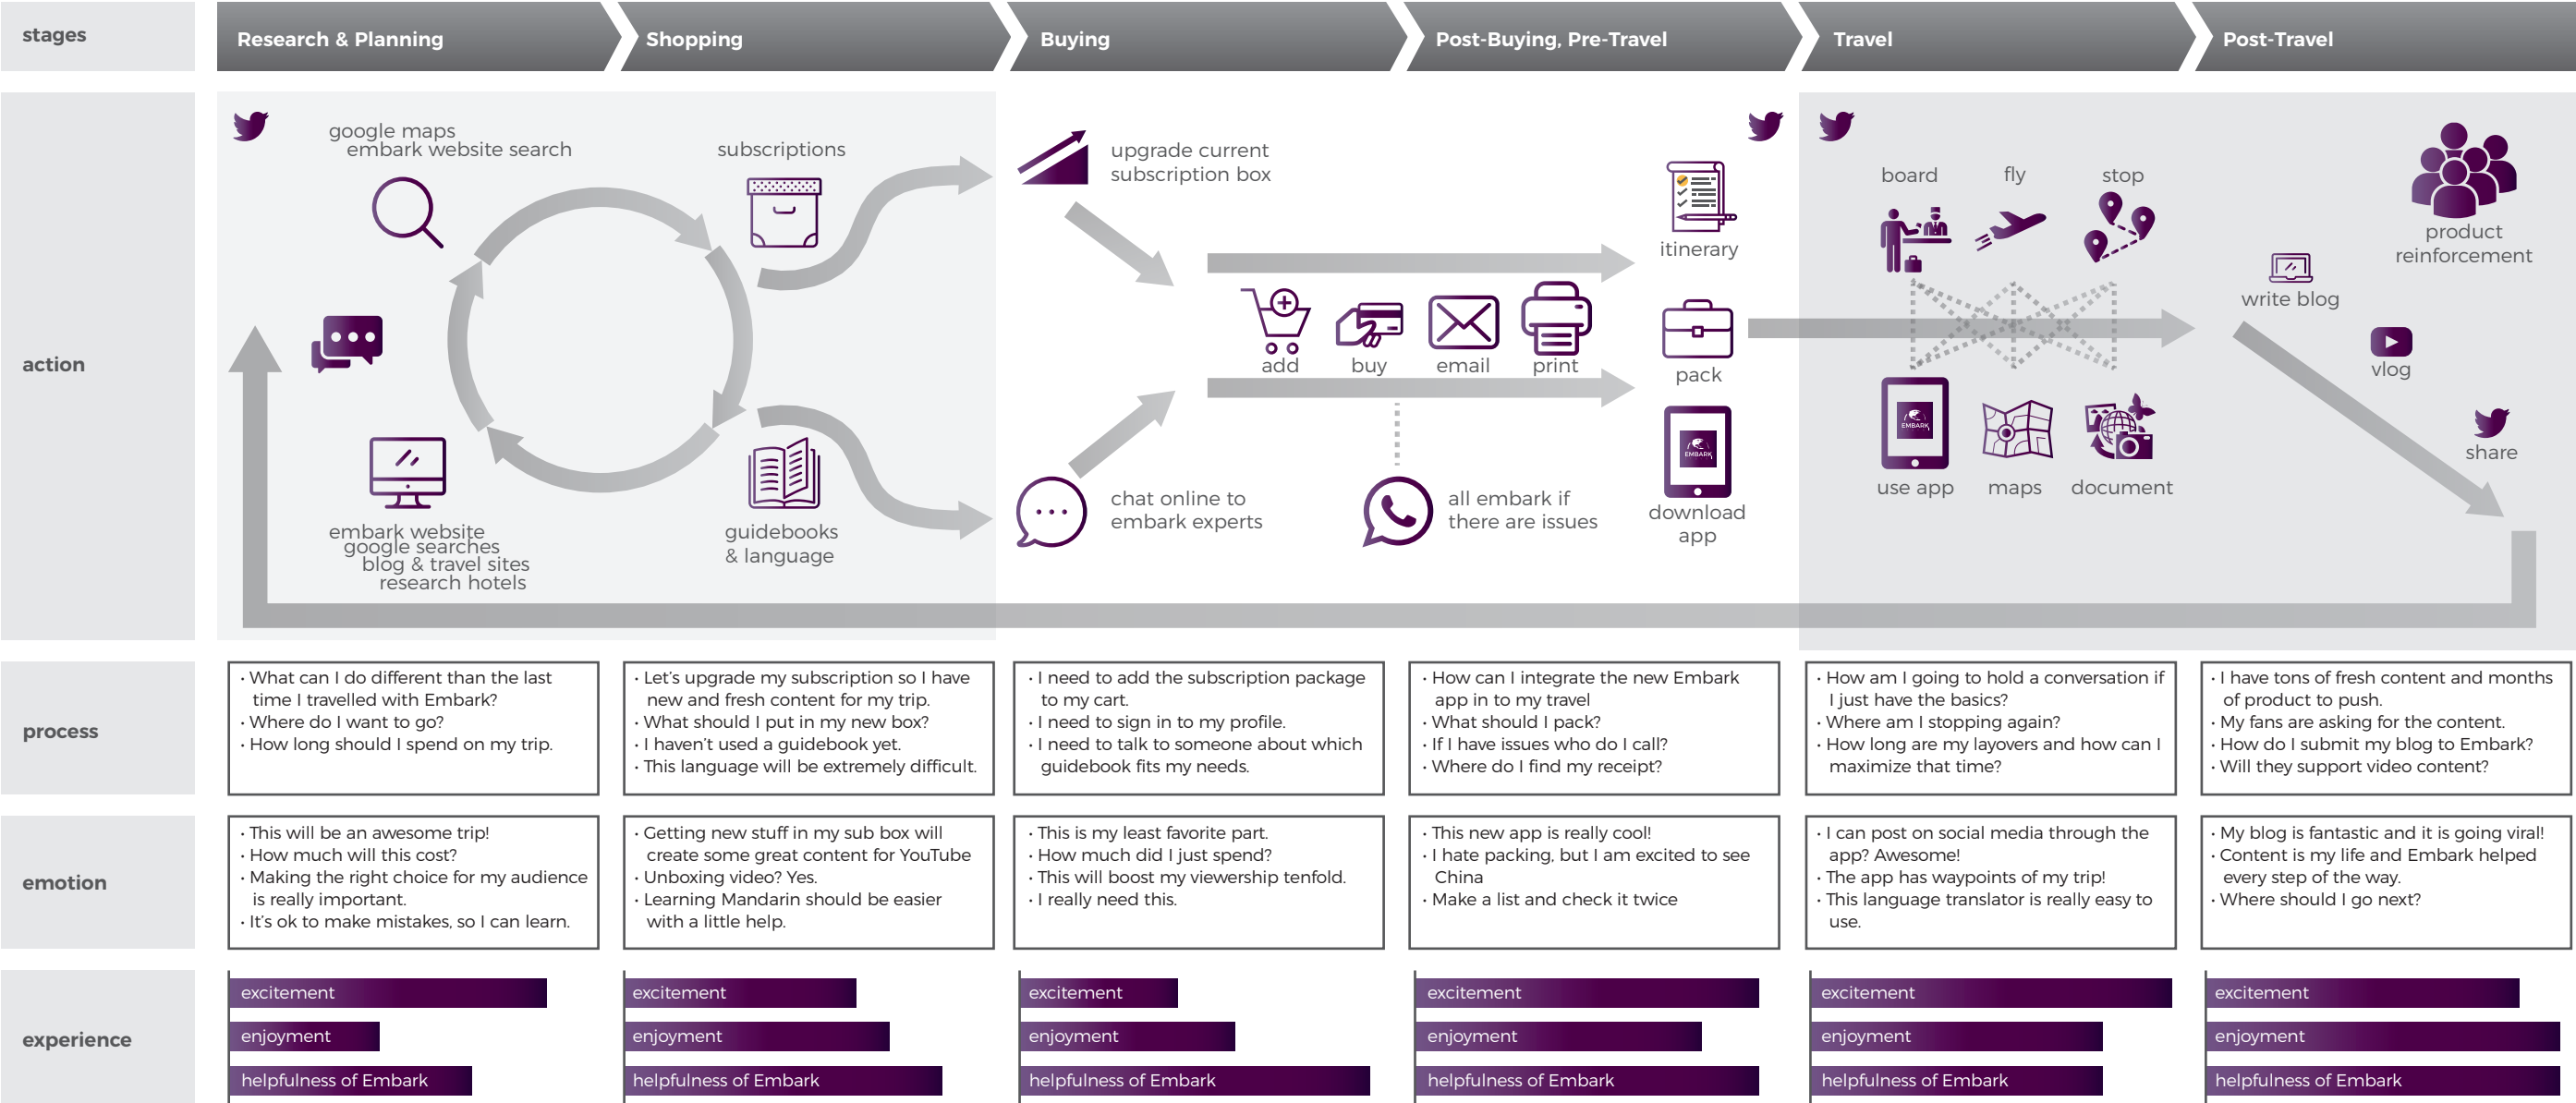 stages
Research & Planning
Shopping
Buying
Post-Buying, Pre-Travel
Travel
Post-Travel
action
google maps
embark website search
subscriptions
embark website
google searches
blog & travel sites
research hotels
guidebooks
& language
upgrade current
subscription box
chat online to
embark experts
add
buy
email
print
all embark if
there are issues
itinerary
pack
EMBARK
download
app
board
fly
stop
EMBARK
use app
maps
document
write blog
vlog
share
product
reinforcement
process
· What can I do different than the last
time I travelled with Embark?
· Where do I want to go?
· How long should I spend on my trip.
· Let's upgrade my subscription so I have
new and fresh content for my trip.
· What should I put in my new box?
· I haven't used a guidebook yet.
· This language will be extremely difficult.
· I need to add the subscription package
to my cart.
· I need to sign in to my profile.
· I need to talk to someone about which
guidebook fits my needs.
· How can I integrate the new Embark
app in to my travel
· What should I pack?
· If I have issues who do I call?
· Where do I find my receipt?
· How am I going to hold a conversation if
I just have the basics?
· Where am I stopping again?
· How long are my layovers and how can I
maximize that time?
· I have tons of fresh content and months
of product to push.
· My fans are asking for the content.
· How do I submit my blog to Embark?
· Will they support video content?
emotion
· This will be an awesome trip!
· How much will this cost?
· Making the right choice for my audience
is really important.
· It's ok to make mistakes, so I can learn.
· Getting new stuff in my sub box will
create some great content for YouTube
· Unboxing video? Yes.
· Learning Mandarin should be easier
with a little help.
· This is my least favorite part.
· How much did I just spend?
· This will boost my viewership tenfold.
· I really need this.
· This new app is really cool!
· I hate packing, but I am excited to see
China
· Make a list and check it twice
· I can post on social media through the
app? Awesome!
· The app has waypoints of my trip!
· This language translator is really easy to
use.
· My blog is fantastic and it is going viral!
· Content is my life and Embark helped
every step of the way.
· Where should I go next?
experience
excitement
enjoyment
helpfulness of Embark
excitement
enjoyment
helpfulness of Embark
excitement
enjoyment
helpfulness of Embark
excitement
enjoyment
helpfulness of Embark
excitement
enjoyment
helpfulness of Embark
excitement
enjoyment
helpfulness of Embark